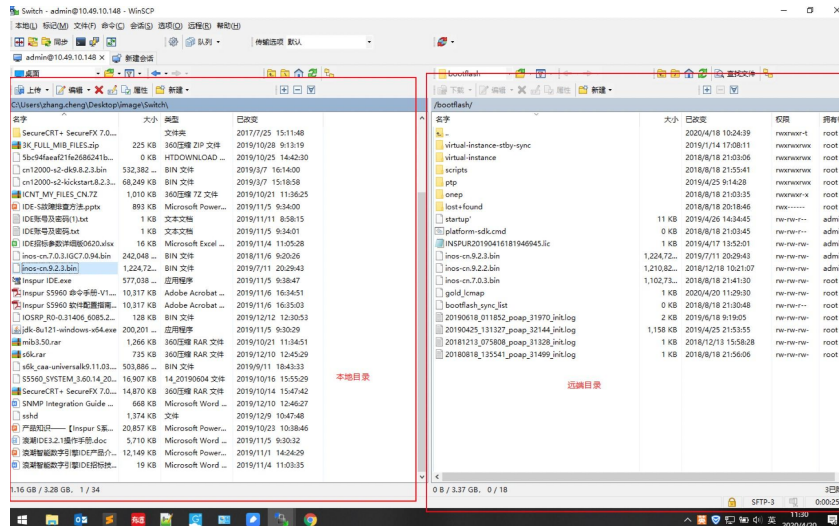 Switch - admin@10.49.10.148 - WinSCP
本地(L) 标记(M) 文件(F) 命令(C) 会话(S) 选项(O) 远程(R) 帮助(H)
同步 队列 传输选项 默认
admin@10.49.10.148 × 新建会话
桌面 bootflash 查找文件
上传 编辑 属性 新建 下载 编辑 属性 新建
C:\Users\zhang.cheng\Desktop\image\Switch\
名字 大小 类型 已改变
SecureCRT+ SecureFX 7.0.... 文件夹 2017/7/25 15:11:48
3K_FULL_MIB_FILES.zip 225 KB 360压缩 ZIP 文件 2019/10/28 9:13:19
5bc94faeaf21fe2686241b... 0 KB HTDOWNLOAD ... 2019/10/25 14:42:30
cn12000-s2-dk9.8.2.3.bin 532,382 ... BIN 文件 2019/3/7 16:14:00
cn12000-s2-kickstart.8.2.3... 68,249 KB BIN 文件 2019/3/7 15:18:58
ICNT_MY_FILES_CN.7Z 1,010 KB 360压缩 7Z 文件 2019/10/21 11:36:25
IDE-S故障排查方法.pptx 893 KB Microsoft Power... 2019/11/5 9:34:00
IDE账号及密码(1).txt 1 KB 文本文档 2019/11/11 8:58:15
IDE账号及密码.txt 1 KB 文本文档 2019/11/5 9:34:01
IDE招标参数详细版0620.xlsx 16 KB Microsoft Excel ... 2019/11/4 11:05:28
inos-cn.7.0.3.IGC7.0.94.bin 242,048 ... BIN 文件 2018/11/6 9:20:26
inos-cn.9.2.3.bin 1,224,72... BIN 文件 2019/7/11 20:29:43
Inspur IDE.exe 577,038 ... 应用程序 2019/11/5 9:38:47
Inspur S5960 命令手册-V1.... 10,317 KB Adobe Acrobat ... 2019/11/6 16:34:51
Inspur S5960 软件配置指南... 10,317 KB Adobe Acrobat ... 2019/11/6 16:35:03
IOSRP_R0-0.31406_6085.2... 128 KB BIN 文件 2019/12/12 12:30:53
jdk-8u121-windows-x64.exe 200,201 ... 应用程序 2019/11/5 9:30:29
mib3.50.rar 1,266 KB 360压缩 RAR 文件 2019/10/21 11:34:51
s6k.rar 735 KB 360压缩 RAR 文件 2019/12/10 12:45:29
s6k_caa-universalk9.11.03.... 503,886 ... BIN 文件 2019/9/11 18:43:33
S5560_SYSTEM_3.60.14_20... 16,907 KB 14_20190604 文件 2019/10/16 15:55:29
SecureCRT+ SecureFX 7.0.... 14,870 KB 360压缩 RAR 文件 2019/10/14 15:47:42
SNMP Integration Guide ... 668 KB Microsoft Word ... 2019/12/10 12:46:27
sshd 1,374 KB 文件 2019/12/9 10:47:48
产品知识——【Inspur S系... 20,857 KB Microsoft Power... 2019/10/23 10:38:46
浪潮IDE3.2.1操作手册.doc 5,710 KB Microsoft Word ... 2019/11/5 9:30:32
浪潮智能数字引擎IDE产品介... 12,149 KB Microsoft Power... 2019/11/1 14:24:29
浪潮智能数字引擎IDE招标技... 19 KB Microsoft Word ... 2019/11/4 11:03:35
本地目录
1.16 GB / 3.28 GB, 1 / 34
/bootflash/
名字 大小 已改变 权限 拥有
.. 2020/4/18 10:24:39 rwxrwxr-t root
virtual-instance-stby-sync 2019/1/14 17:08:11 rwxrwxrwx root
virtual-instance 2018/8/18 21:03:06 rwxrwxrwx root
scripts 2018/8/18 21:55:41 rwxrwxrwx root
ptp 2019/4/25 9:14:28 rwxrwxrwx root
onep 2018/8/18 21:03:35 rwxrwxr-x root
lost+found 2018/8/18 20:18:46 rwx------ root
startup' 11 KB 2019/4/26 14:34:45 rw-rw-r-- admi
platform-sdk.cmd 0 KB 2018/8/18 21:03:45 rw-rw-r-- admi
INSPUR20190416181946945.lic 1 KB 2019/4/17 13:52:01 rw-rw-rw- admi
inos-cn.9.2.3.bin 1,224,72... 2019/7/11 20:29:43 rw-rw-rw- admi
inos-cn.9.2.2.bin 1,210,82... 2018/12/18 10:21:07 rw-rw-rw- admi
inos-cn.7.0.3.bin 1,102,73... 2018/8/18 21:41:30 rw-rw-rw- root
gold_lcmap 1 KB 2020/4/20 11:29:30 rw-rw-rw- root
bootflash_sync_list 0 KB 2018/8/18 21:30:48 rw-rw-r-- root
20190618_011852_poap_31970_init.log 2 KB 2019/6/18 9:19:05 rw-rw-rw- root
20190425_131327_poap_32144_init.log 1,158 KB 2019/4/25 21:53:55 rw-rw-rw- root
20181213_075808_poap_31328_init.log 1 KB 2018/12/13 15:58:28 rw-rw-rw- root
20180818_135541_poap_31499_init.log 1 KB 2018/8/18 21:56:06 rw-rw-rw- root
远端目录
0 B / 3.37 GB, 0 / 18
SFTP-3 0:00:25
英 11:30
2020/4/20